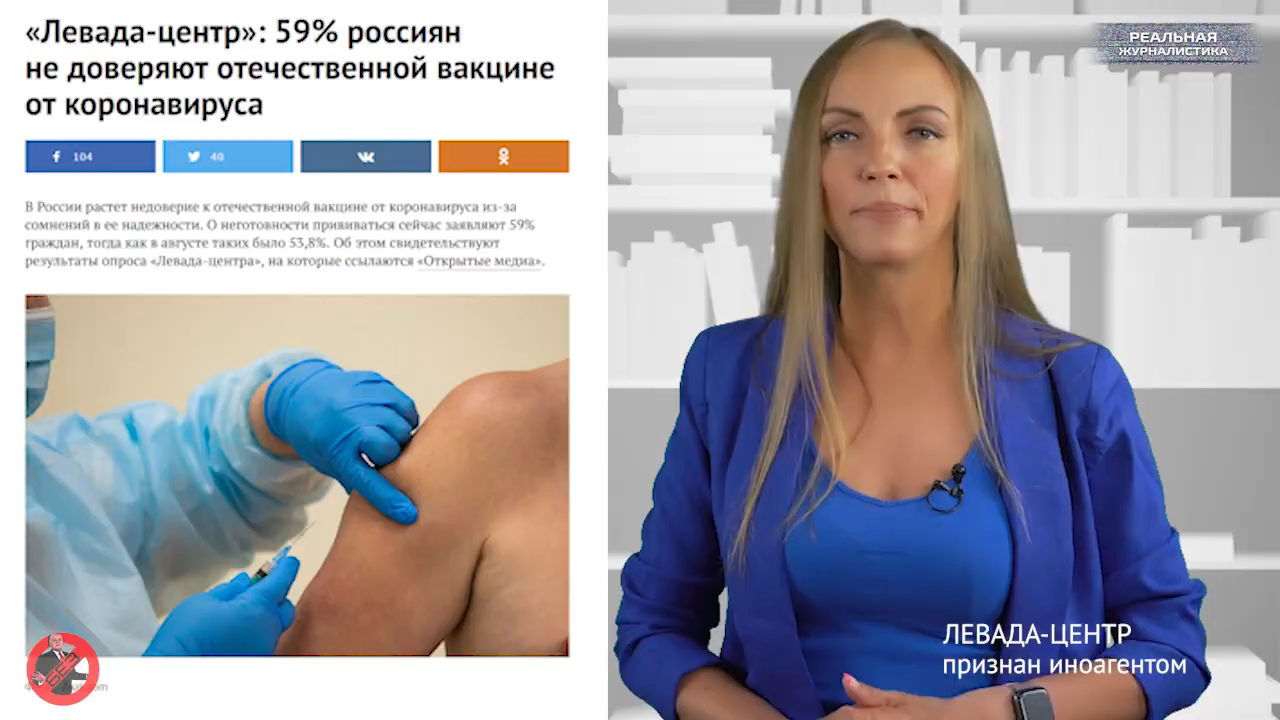 «Левада-центр»: 59% россиян
не доверяют отечественной вакцине
от коронавируса
104
40
В России растет недоверие к отечественной вакцине от коронавируса из-за
сомнений в ее надежности. О неготовности прививаться сейчас заявляют 59%
граждан, тогда как в августе таких было 53,8%. Об этом свидетельствуют
результаты опроса «Левада-центра», на которые ссылаются «Открытые медиа».
РЕАЛЬНАЯ
ЖУРНАЛИСТИКА
ЛЕВАДА-ЦЕНТР
признан иноагентом